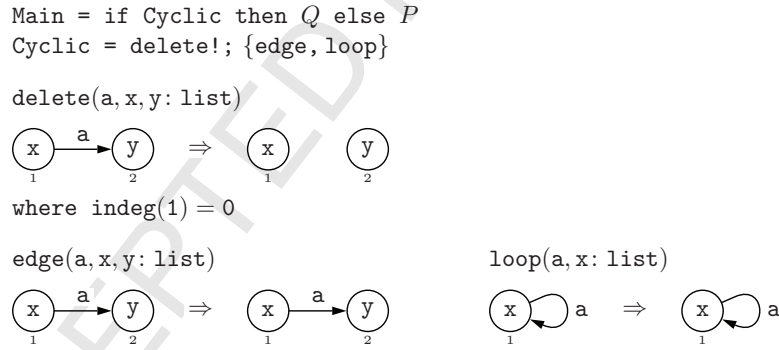 Main = if Cyclic then Q else P
Cyclic = delete!; {edge, loop}
delete(a, x, y: list)
x a y ⇒ x y
1 2 1 2
where indeg(1) = 0
edge(a, x, y: list) loop(a, x: list)
x a y ⇒ x a y x a ⇒ x a
1 2 1 2 1 1
EPTED